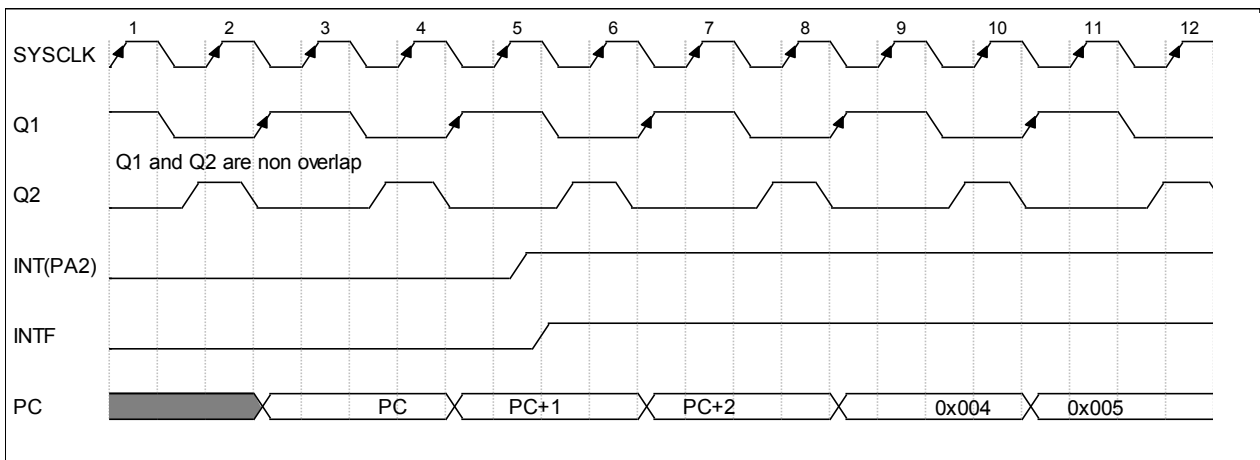 1 2 3 4 5 6 7 8 9 10 11 12
SYSCLK
Q1
Q1 and Q2 are non overlap
Q2
INT(PA2)
INTF
PC PC PC+1 PC+2 0x004 0x005